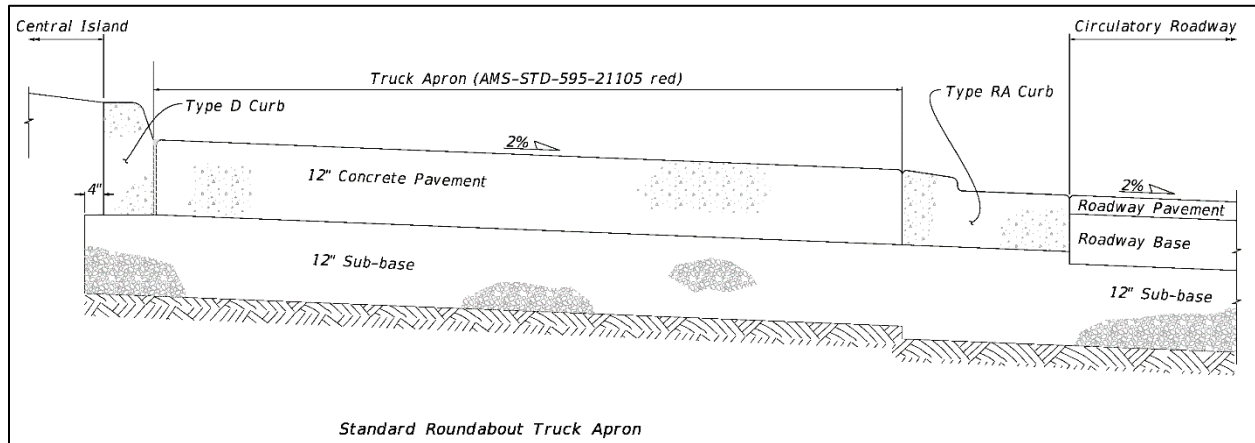 Central Island
Circulatory Roadway
Truck Apron (AMS-STD-595-21105 red)
Type D Curb
Type RA Curb
2%
12" Concrete Pavement
4"
2%
Roadway Pavement
Roadway Base
12" Sub-base
12" Sub-base
Standard Roundabout Truck Apron